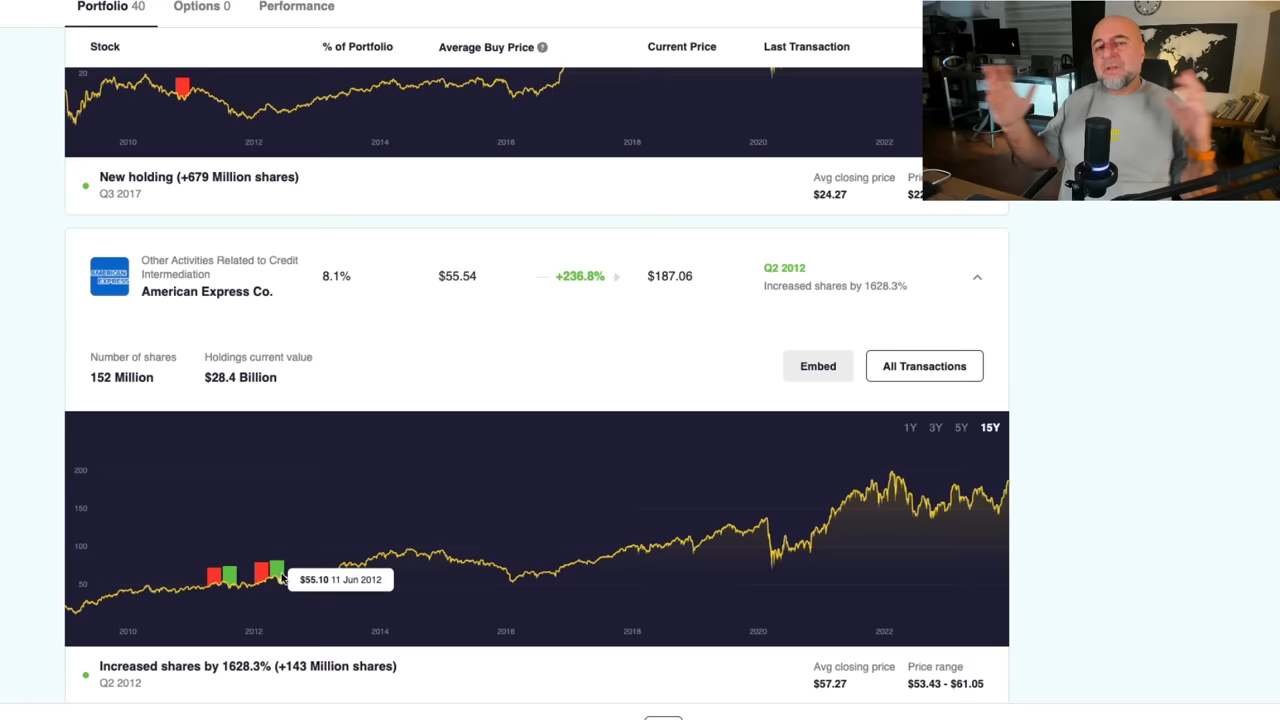 Portfolio 40 Options 0 Performance
Stock % of Portfolio Average Buy Price ? Current Price Last Transaction
20
2010 2012 2014 2016 2018 2020 2022
New holding (+679 Million shares)
Q3 2017
Avg closing price
$24.27
Other Activities Related to Credit
Intermediation
American Express Co.
AMERICAN
EXPRESS
8.1% $55.54 +236.8% $187.06
Q2 2012
Increased shares by 1628.3%
Number of shares Holdings current value
152 Million $28.4 Billion
Embed All Transactions
1Y 3Y 5Y 15Y
200
150
100
50
$55.10 11 Jun 2012
2010 2012 2014 2016 2018 2020 2022
Increased shares by 1628.3% (+143 Million shares)
Q2 2012
Avg closing price Price range
$57.27 $53.43 - $61.05